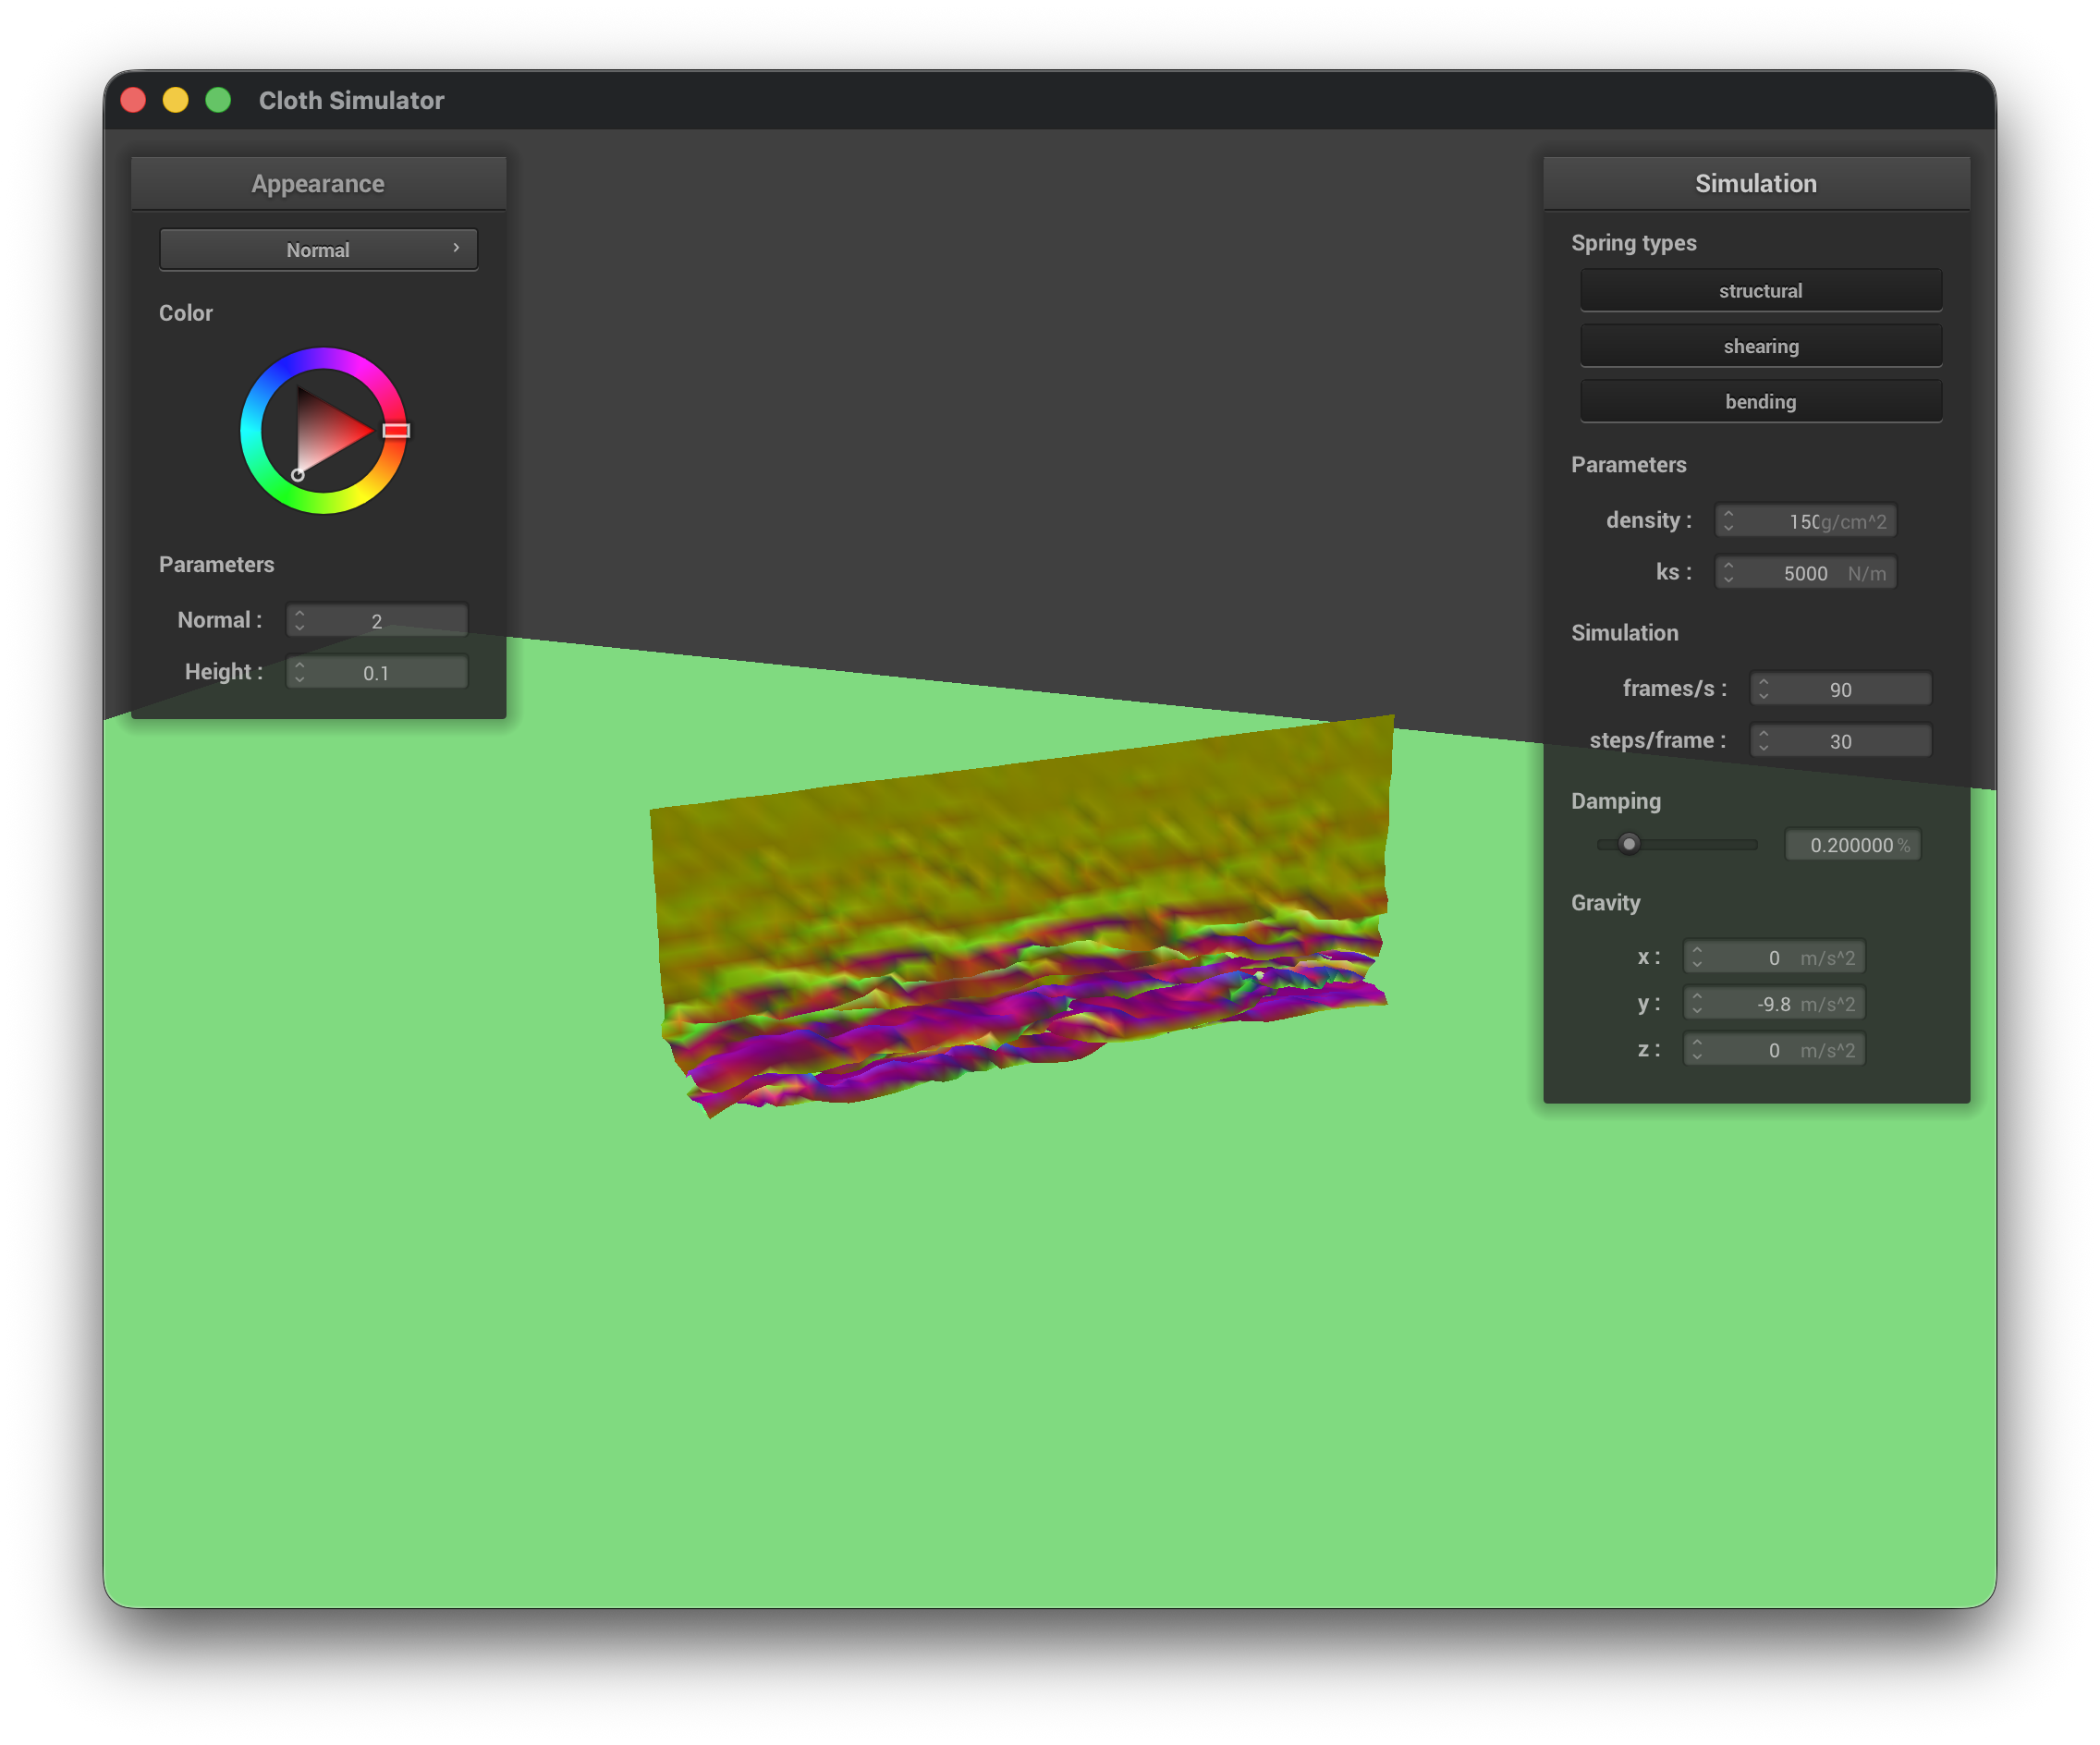 Cloth Simulator
Appearance
Normal
Color
Parameters
Normal : 2
Height : 0.1
Simulation
Spring types
structural
shearing
bending
Parameters
density : 150 g/cm^2
ks : 5000 N/m
Simulation
frames/s : 90
steps/frame : 30
Damping
0.200000 %
Gravity
x : 0 m/s^2
y : -9.8 m/s^2
z : 0 m/s^2